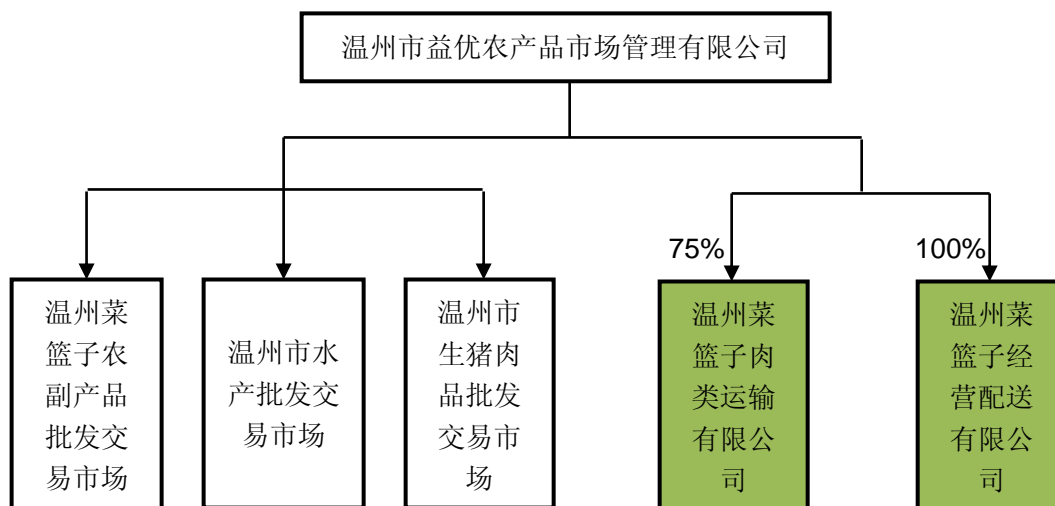 温州市益优农产品市场管理有限公司
75%
100%
温州菜
篮子农
副产品
批发交
易市场
温州市水
产批发交
易市场
温州市
生猪肉
品批发
交易市
场
温州菜
篮子肉
类运输
有限公
司
温州菜
篮子经
营配送
有限公
司